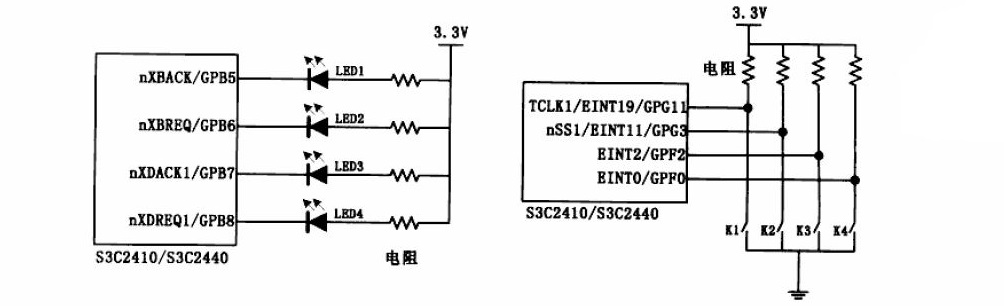 3.3V
nXBACK/GPB5
LED1
nXBREQ/GPB6
LED2
nXDACK1/GPB7
LED3
nXDREQ1/GPB8
LED4
S3C2410/S3C2440
电阻
3.3V
电阻
TCLK1/EINT19/GPG11
nSS1/EINT11/GPG3
EINT2/GPF2
EINT0/GPF0
S3C2410/S3C2440
K1
K2
K3
K4